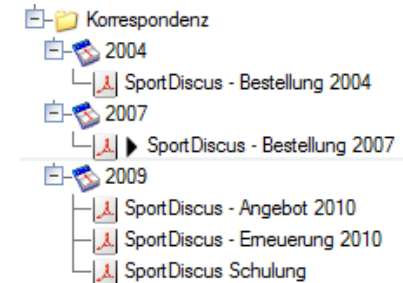 Korrespondenz
2004
SportDiscus - Bestellung 2004
2007
SportDiscus - Bestellung 2007
2009
SportDiscus - Angebot 2010
SportDiscus - Erneuerung 2010
SportDiscus Schulung